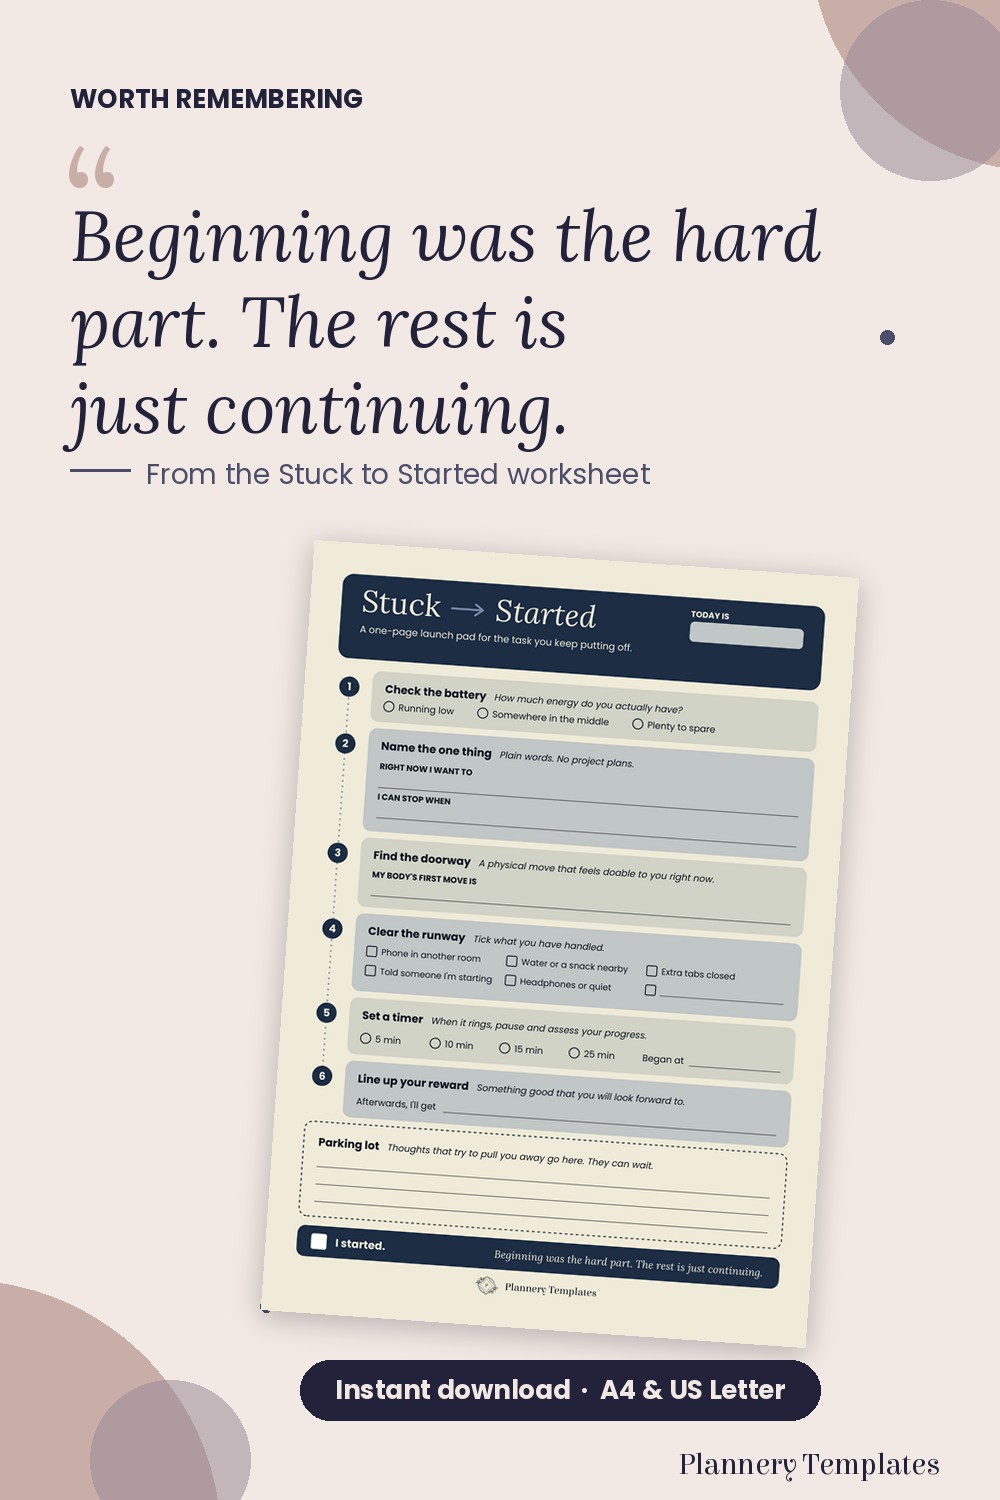 WORTH REMEMBERING
“
Beginning was the hard
part. The rest is
just continuing.
From the Stuck to Started worksheet
Stuck → Started
A one-page launch pad for the task you keep putting off.
TODAY IS
1
Check the battery How much energy do you actually have?
Running low Somewhere in the middle Plenty to spare
2
Name the one thing Plain words. No project plans.
RIGHT NOW I WANT TO
I CAN STOP WHEN
3
Find the doorway A physical move that feels doable to you right now.
MY BODY'S FIRST MOVE IS
4
Clear the runway Tick what you have handled.
Phone in another room Water or a snack nearby Extra tabs closed
Told someone I'm starting Headphones or quiet
5
Set a timer When it rings, pause and assess your progress.
5 min 10 min 15 min 25 min Began at
6
Line up your reward Something good that you will look forward to.
Afterwards, I'll get
Parking lot Thoughts that try to pull you away go here. They can wait.
I started. Beginning was the hard part. The rest is just continuing.
Plannery Templates
Instant download · A4 & US Letter
Plannery Templates